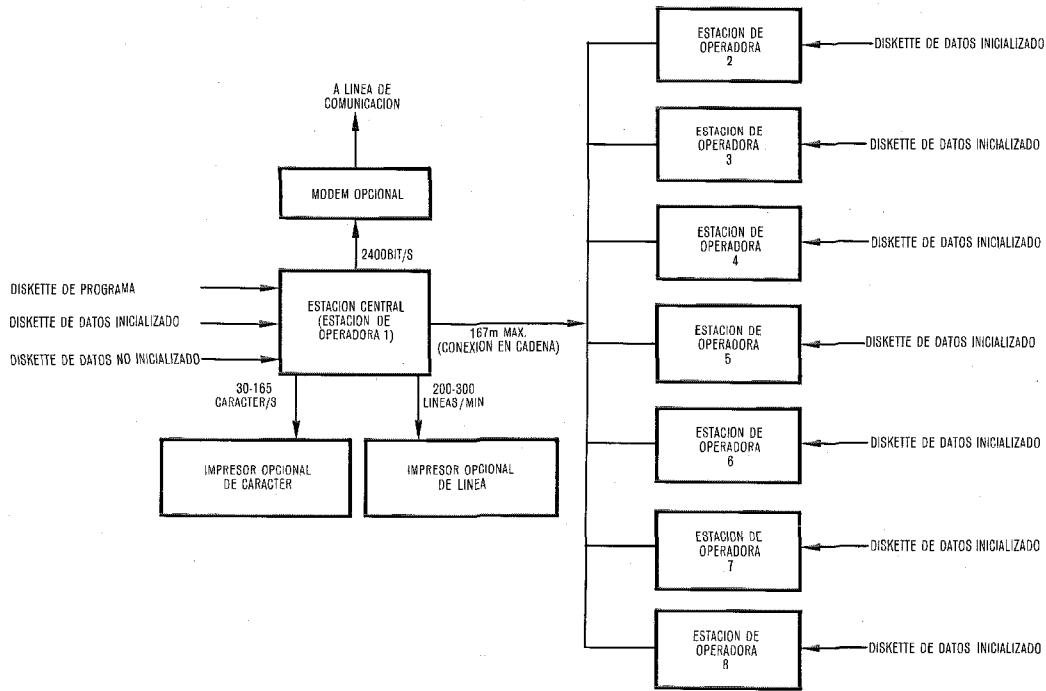 A LINEA DE
COMUNICACION
MODEM OPCIONAL
2400BIT/S
DISKETTE DE PROGRAMA
DISKETTE DE DATOS INICIALIZADO
DISKETTE DE DATOS NO INICIALIZADO
ESTACION CENTRAL
(ESTACION DE
OPERADORA 1)
167m MAX.
(CONEXION EN CADENA)
30-165
CARACTER/S
200-300
LINEAS/MIN
IMPRESOR OPCIONAL
DE CARACTER
IMPRESOR OPCIONAL
DE LINEA
ESTACION DE
OPERADORA
2
DISKETTE DE DATOS INICIALIZADO
ESTACION DE
OPERADORA
3
DISKETTE DE DATOS INICIALIZADO
ESTACION DE
OPERADORA
4
DISKETTE DE DATOS INICIALIZADO
ESTACION DE
OPERADORA
5
DISKETTE DE DATOS INICIALIZADO
ESTACION DE
OPERADORA
6
DISKETTE DE DATOS INICIALIZADO
ESTACION DE
OPERADORA
7
DISKETTE DE DATOS INICIALIZADO
ESTACION DE
OPERADORA
8
DISKETTE DE DATOS INICIALIZADO